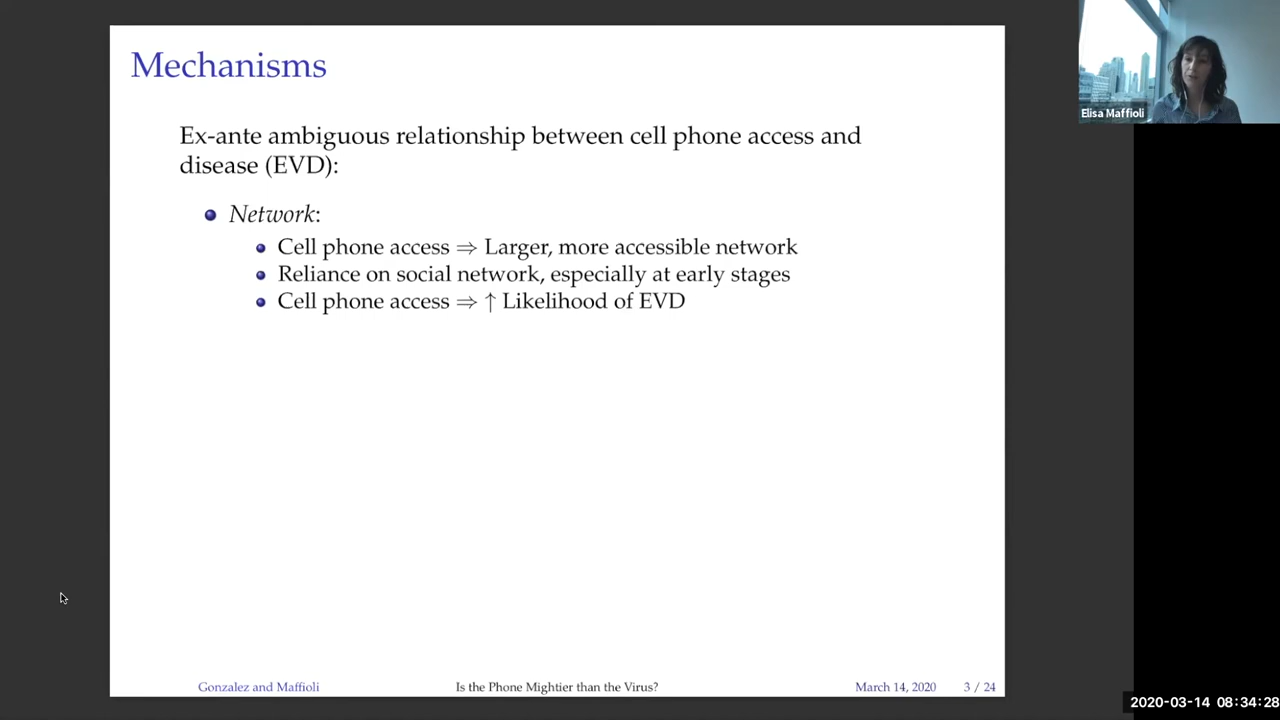 Mechanisms
Elisa Maffioli
Ex-ante ambiguous relationship between cell phone access and
disease (EVD):
Network:
Cell phone access ⇒ Larger, more accessible network
Reliance on social network, especially at early stages
Cell phone access ⇒ ↑ Likelihood of EVD
Gonzalez and Maffioli Is the Phone Mightier than the Virus? March 14, 2020 3 / 24
2020-03-14 08:34:28